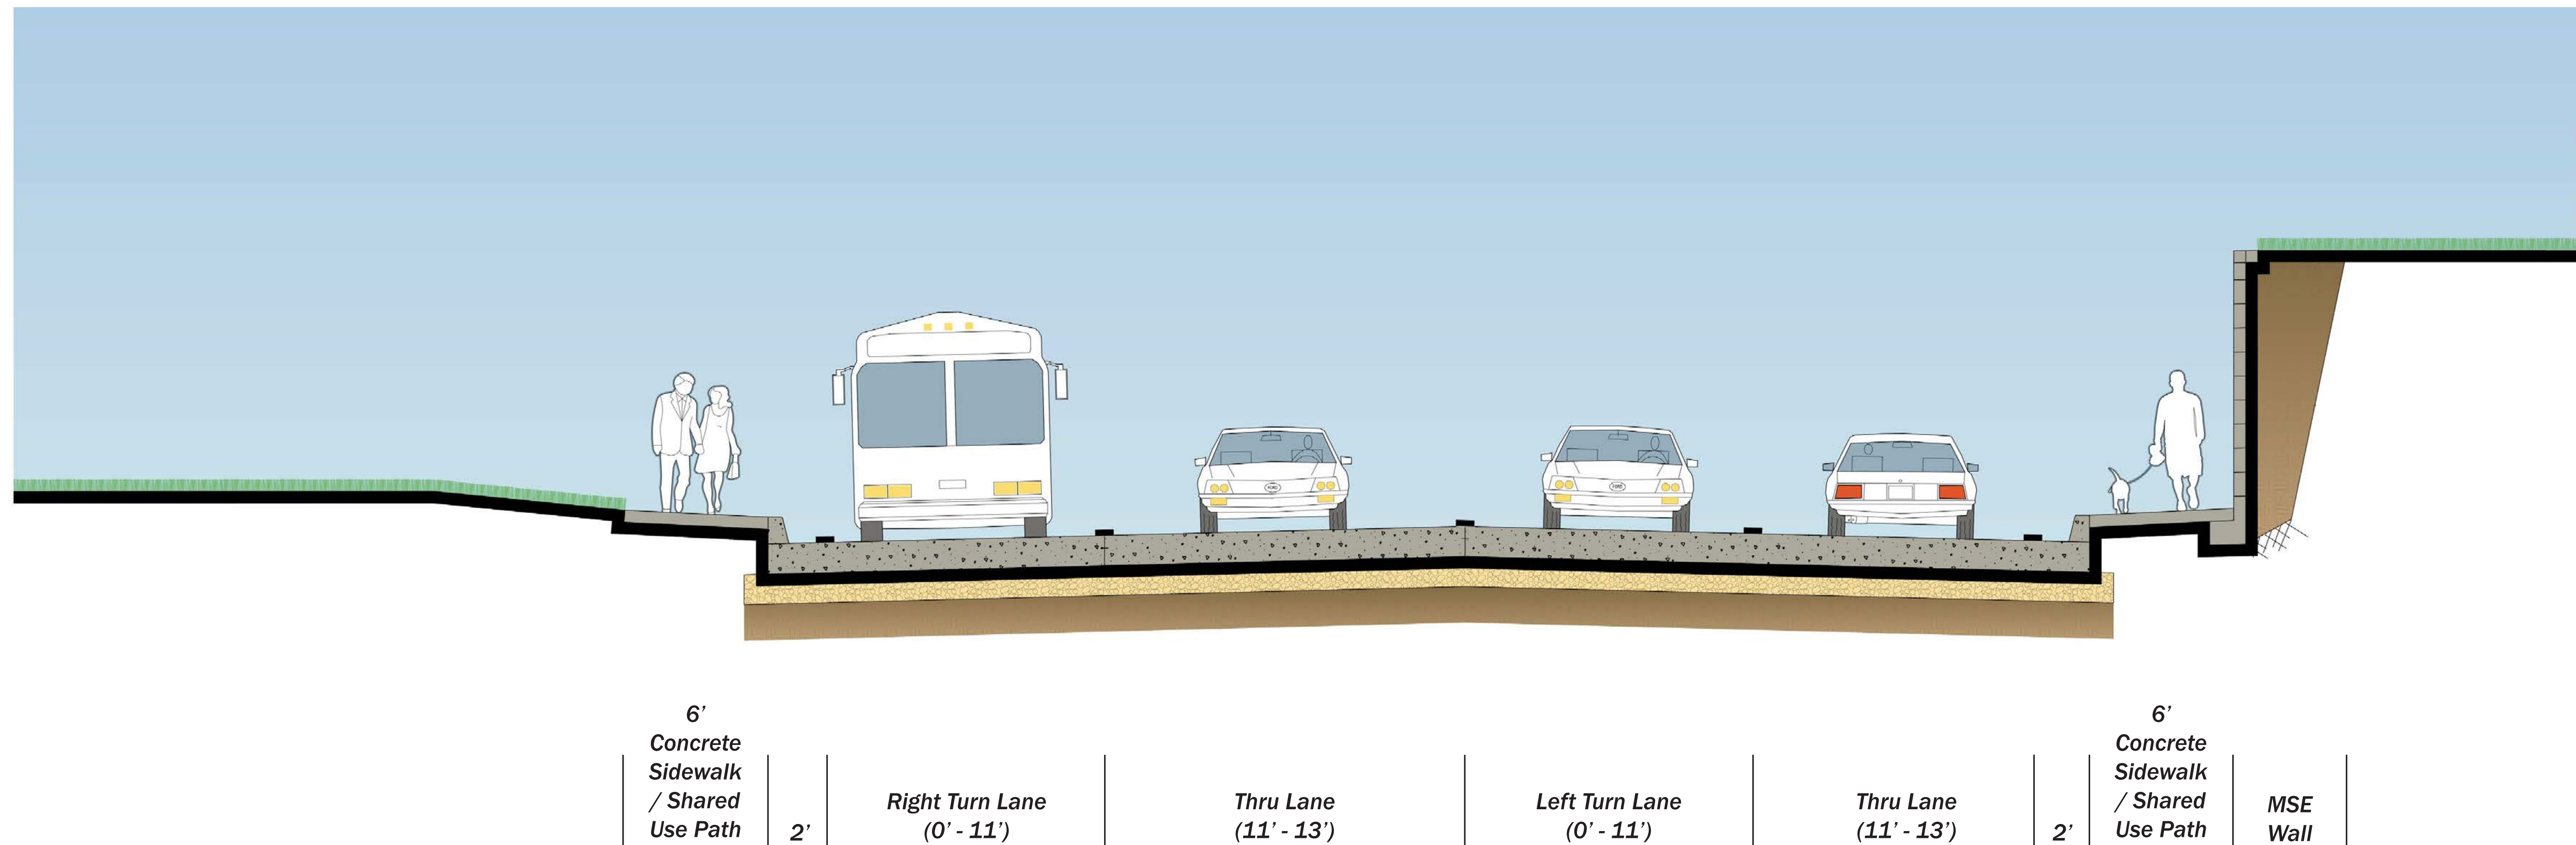 6’
Concrete
Sidewalk
/ Shared
Use Path
2’
Right Turn Lane
(0’ - 11’)
Thru Lane
(11’ - 13’)
Left Turn Lane
(0’ - 11’)
Thru Lane
(11’ - 13’)
2’
6’
Concrete
Sidewalk
/ Shared
Use Path
MSE
Wall